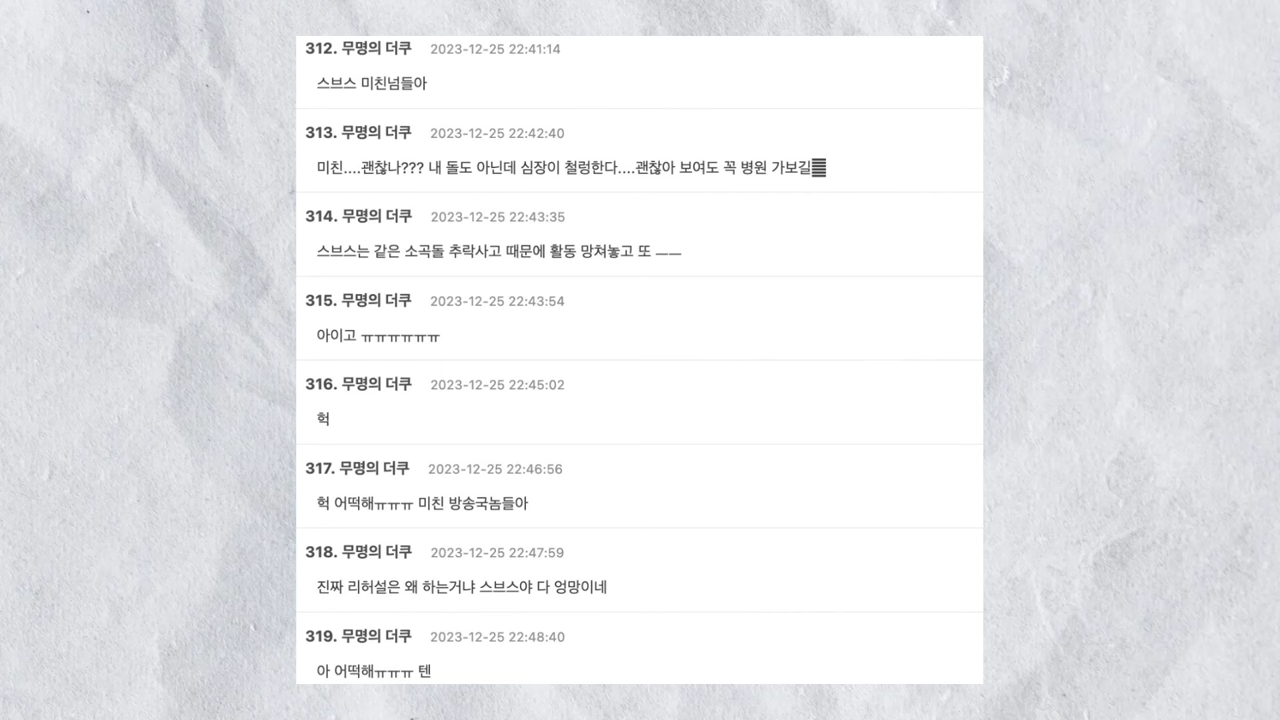 312. 무명의 더쿠 2023-12-25 22:41:14
스브스 미친넘들아
313. 무명의 더쿠 2023-12-25 22:42:40
미친....괜찮나??? 내 돌도 아닌데 심장이 철렁한다....괜찮아 보여도 꼭 병원 가보길
314. 무명의 더쿠 2023-12-25 22:43:35
스브스는 같은 소곡돌 추락사고 때문에 활동 망쳐놓고 또 ㅡㅡ
315. 무명의 더쿠 2023-12-25 22:43:54
아이고 ㅠㅠㅠㅠㅠㅠ
316. 무명의 더쿠 2023-12-25 22:45:02
헉
317. 무명의 더쿠 2023-12-25 22:46:56
헉 어떡해ㅠㅠㅠ 미친 방송국놈들아
318. 무명의 더쿠 2023-12-25 22:47:59
진짜 리허설은 왜 하는거냐 스브스야 다 엉망이네
319. 무명의 더쿠 2023-12-25 22:48:40
아 어떡해ㅠㅠㅠ 텐